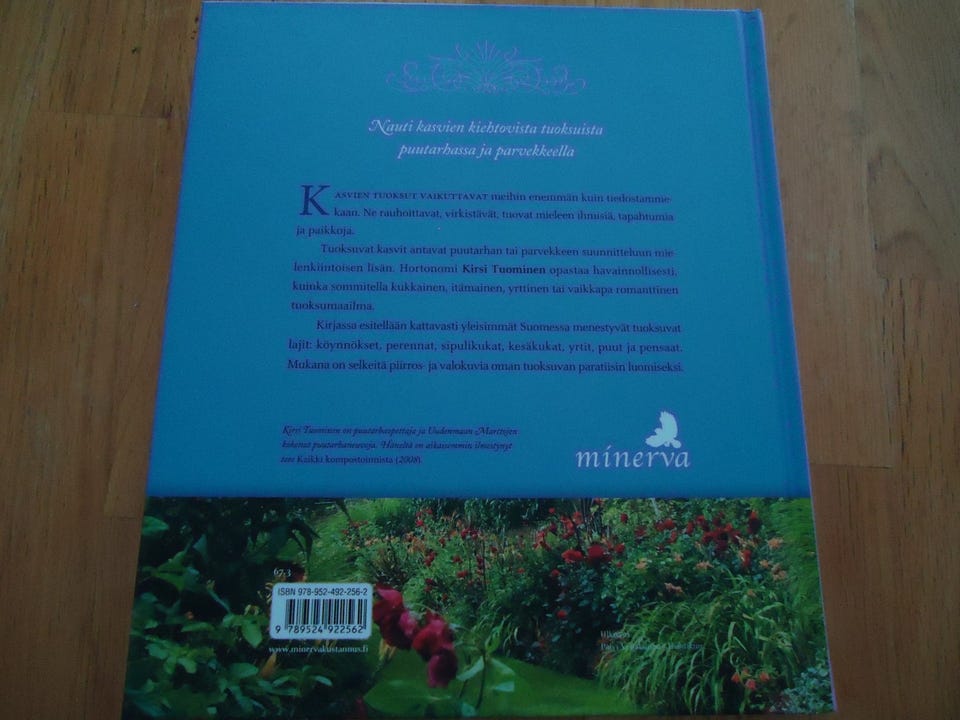 Nauti kasvien kiehtovista tuoksuista
puutarhassa ja parvekkeella
KASVIEN TUOKSUT VAIKUTTAVAT meihin enemmän kuin tiedostamme-
kaan. Ne rauhoittavat, virkistävät, tuovat mieleen ihmisiä, tapahtumia
ja paikkoja.
Tuoksuvat kasvit antavat puutarhan tai parvekkeen suunnitteluun mie-
lenkiintoisen lisän. Hortonomi Kirsi Tuominen opastaa havainnollisesti,
kuinka sommitella kukkainen, itämainen, yrttinen tai vaikkapa romanttinen
tuoksumaailma.
Kirjassa esitellään kattavasti yleisimmät Suomessa menestyvät tuoksuvat
lajit: köynnökset, perennat, sipulikukat, kesäkukat, yrtit, puut ja pensaat.
Mukana on selkeitä piirros- ja valokuvia oman tuoksuvan paratiisin luomiseksi.
Kirsi Tuominen on puutarhaopettaja ja Uudenmaan Marttojen
kokenut puutarhaneuvoja. Häneltä on aikaisemmin ilmestynyt
teos Kaikki kompostoinnista (2008).
minerva
67.3
ISBN 978-952-492-256-2
9 789524 922562
www.minervakustannus.fi